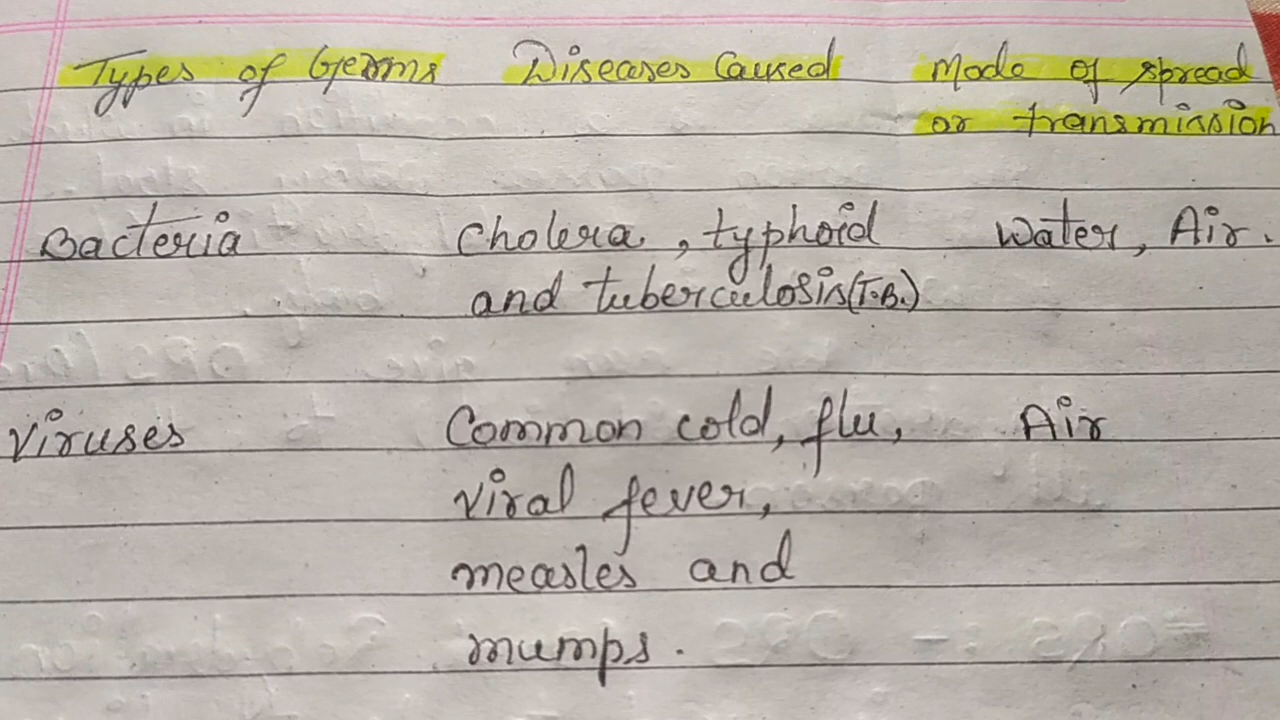 Types of Germs Diseases Caused Mode of spread
or transmission
Bacteria Cholera, typhoid Water, Air.
and tuberculosis (T.B.)
Viruses Common cold, flu, Air
viral fever,
measles and
mumps.